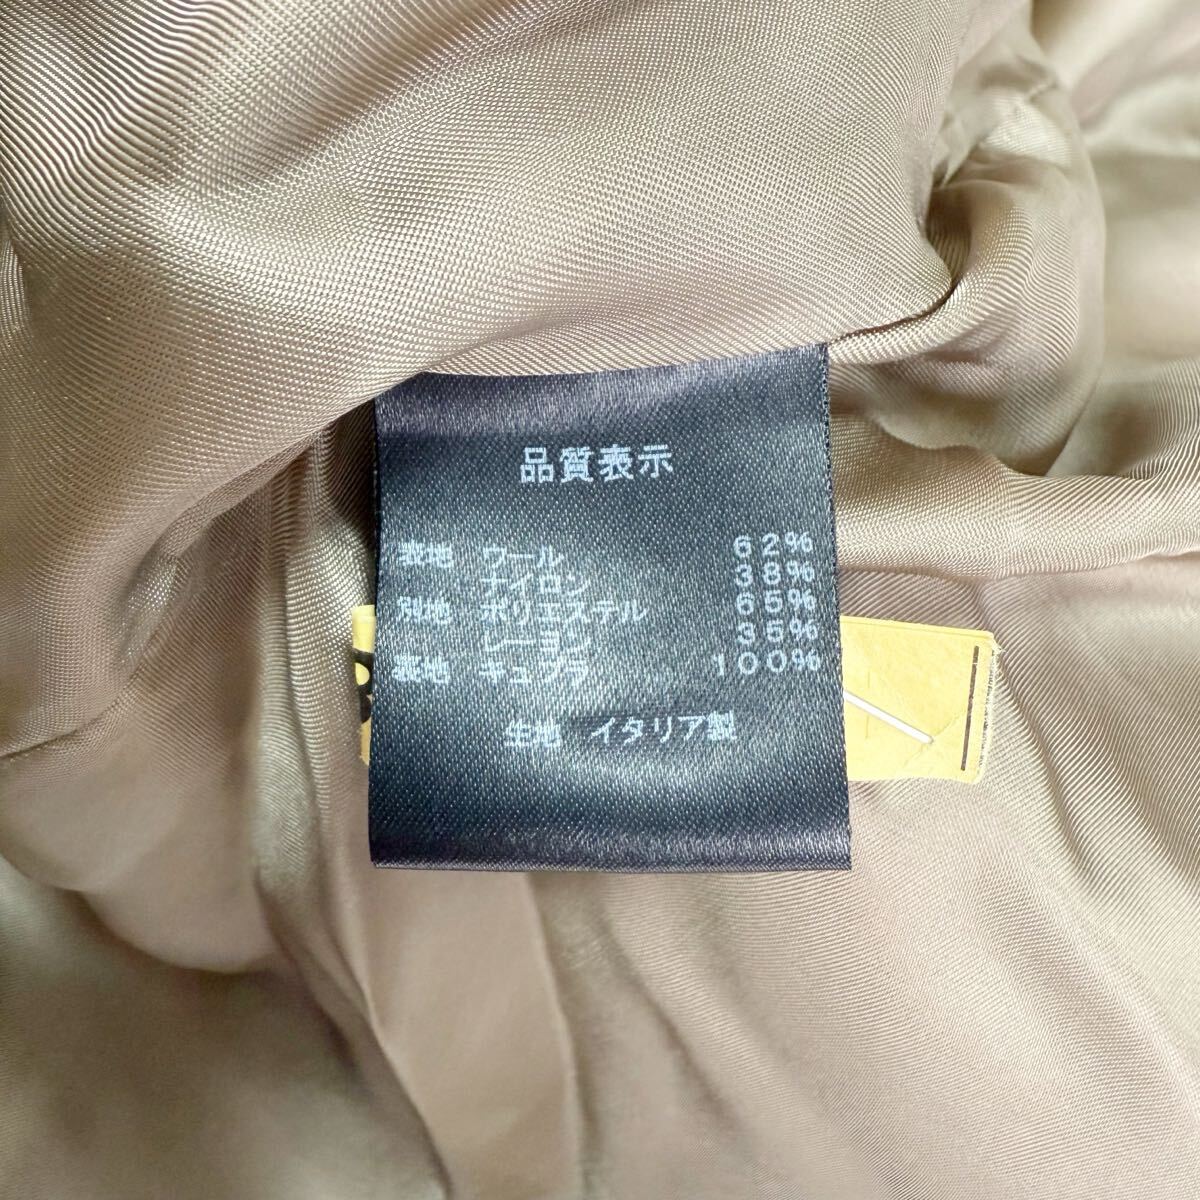 品質表示
表地 ウール 62%
ナイロン 38%
別地 ポリエステル 65%
レーヨン 35%
裏地 キュプラ 100%
生地 イタリア製